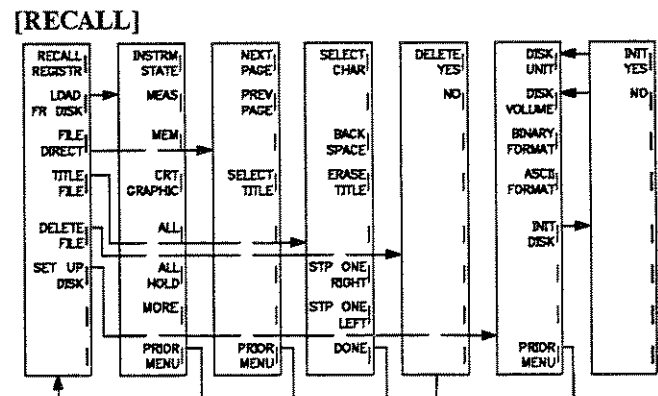 [RECALL]
RECALL
REGISTR
LOAD
FR DISK
FILE
DIRECT
TITLE
FILE
DELETE
FILE
SET UP
DISK
INSTRM
STATE
MEAS
MEM
CRT
GRAPHIC
ALL
ALL
HOLD
MORE
PRIOR
MENU
NEXT
PAGE
PREV
PAGE
SELECT
TITLE
PRIOR
MENU
SELECT
CHAR
BACK
SPACE
ERASE
TITLE
STP ONE
RIGHT
STP ONE
LEFT
DONE
DELETE
YES
NO
DISK
UNIT
DISK
VOLUME
BINARY
FORMAT
ASCII
FORMAT
INIT
DISK
PRIOR
MENU
INIT
YES
NO